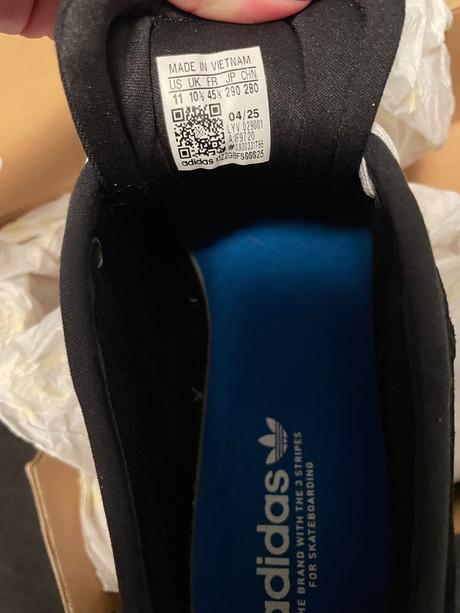 MADE IN VIETNAM
US UK FR JP CHN
11 10½ 45⅓ 290 280
04/25
LYV 029001
adidas
adidas
THE BRAND WITH THE 3 STRIPES
FOR SKATEBOARDING